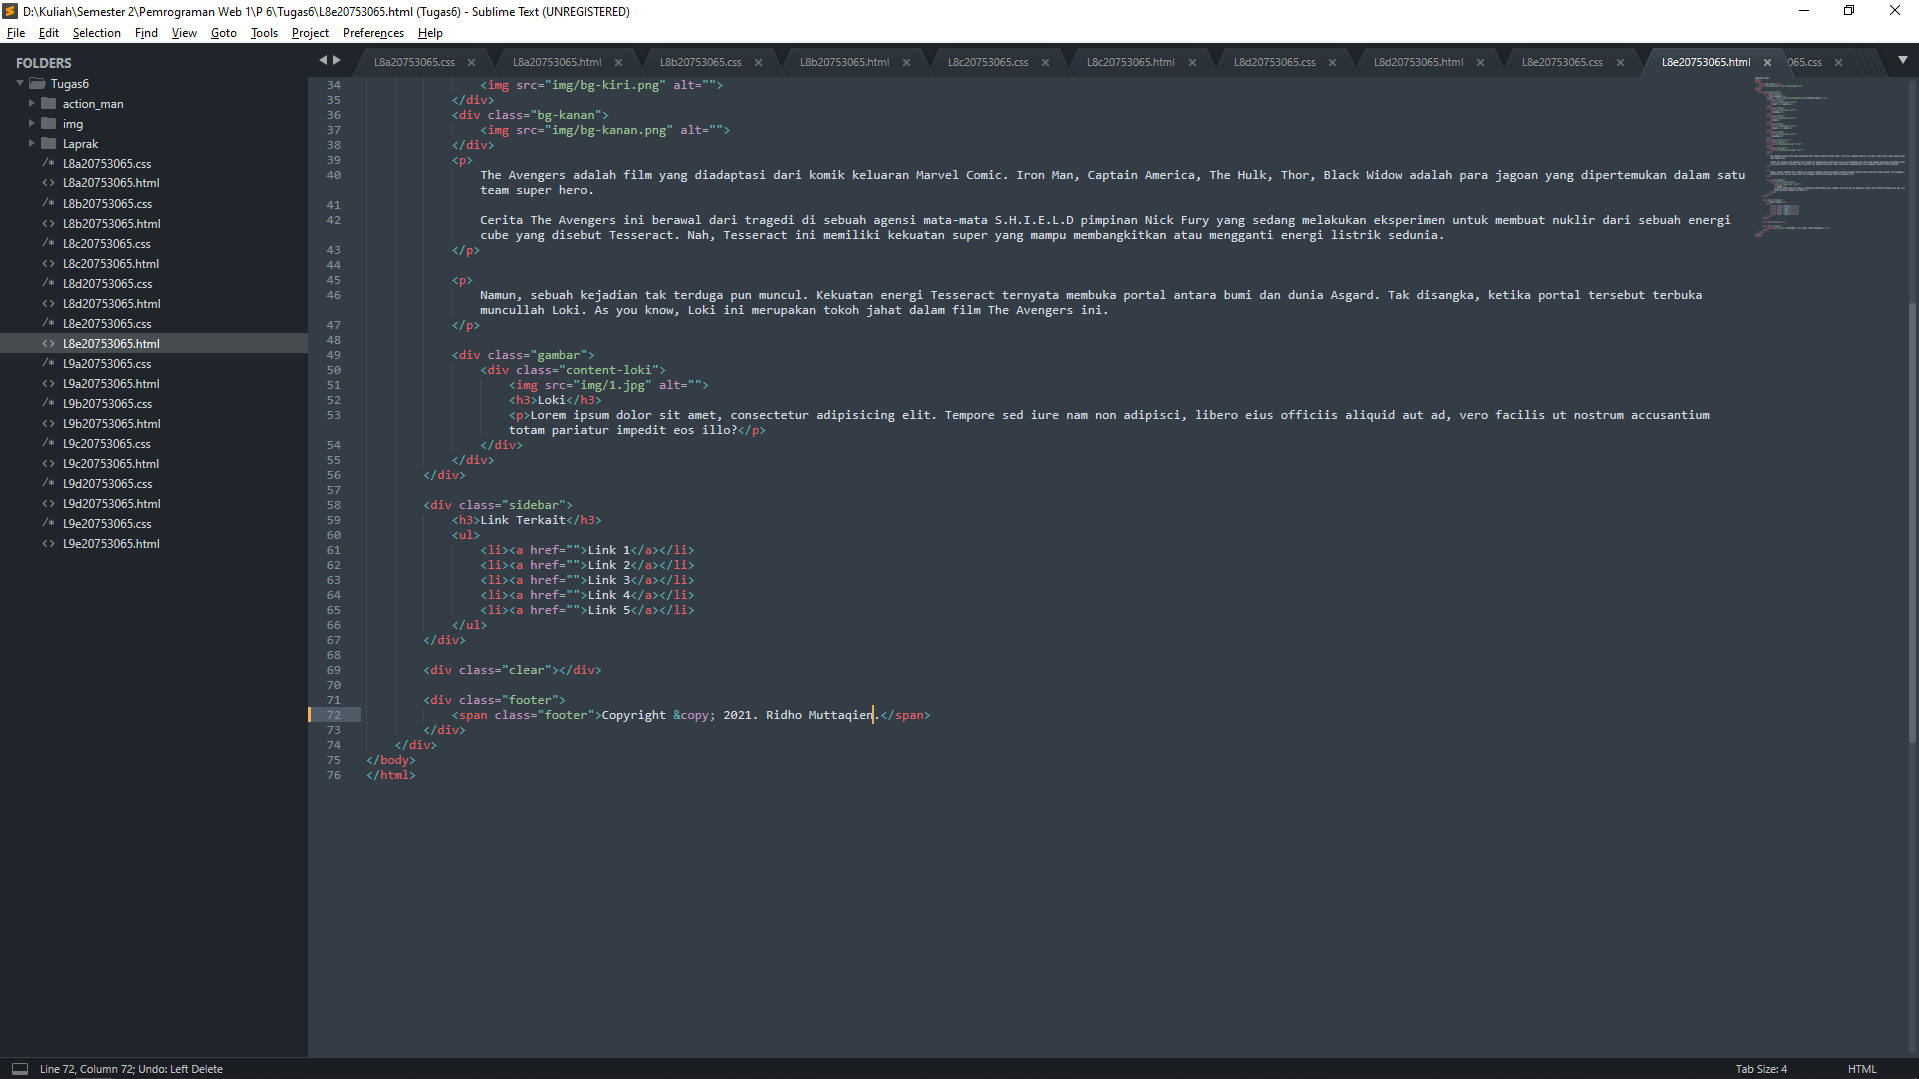 D:\Kuliah\Semester 2\Pemrograman Web 1\P 6\Tugas6\L8e20753065.html (Tugas6) - Sublime Text (UNREGISTERED)
File Edit Selection Find View Goto Tools Project Preferences Help
FOLDERS
Tugas6
action_man
img
Laprak
/* L8a20753065.css
<> L8a20753065.html
/* L8b20753065.css
<> L8b20753065.html
/* L8c20753065.css
<> L8c20753065.html
/* L8d20753065.css
<> L8d20753065.html
/* L8e20753065.css
<> L8e20753065.html
/* L9a20753065.css
<> L9a20753065.html
/* L9b20753065.css
<> L9b20753065.html
/* L9c20753065.css
<> L9c20753065.html
/* L9d20753065.css
<> L9d20753065.html
/* L9e20753065.css
<> L9e20753065.html
L8a20753065.css L8a20753065.html L8b20753065.css L8b20753065.html L8c20753065.css L8c20753065.html L8d20753065.css L8d20753065.html L8e20753065.css L8e20753065.html 065.css
34 <img src="img/bg-kiri.png" alt="">
35 </div>
36 <div class="bg-kanan">
37 <img src="img/bg-kanan.png" alt="">
38 </div>
39 <p>
40 The Avengers adalah film yang diadaptasi dari komik keluaran Marvel Comic. Iron Man, Captain America, The Hulk, Thor, Black Widow adalah para jagoan yang dipertemukan dalam satu
team super hero.
41
42 Cerita The Avengers ini berawal dari tragedi di sebuah agensi mata-mata S.H.I.E.L.D pimpinan Nick Fury yang sedang melakukan eksperimen untuk membuat nuklir dari sebuah energi
cube yang disebut Tesseract. Nah, Tesseract ini memiliki kekuatan super yang mampu membangkitkan atau mengganti energi listrik sedunia.
43 </p>
44
45 <p>
46 Namun, sebuah kejadian tak terduga pun muncul. Kekuatan energi Tesseract ternyata membuka portal antara bumi dan dunia Asgard. Tak disangka, ketika portal tersebut terbuka
muncullah Loki. As you know, Loki ini merupakan tokoh jahat dalam film The Avengers ini.
47 </p>
48
49 <div class="gambar">
50 <div class="content-loki">
51 <img src="img/1.jpg" alt="">
52 <h3>Loki</h3>
53 <p>Lorem ipsum dolor sit amet, consectetur adipisicing elit. Tempore sed iure nam non adipisci, libero eius officiis aliquid aut ad, vero facilis ut nostrum accusantium
totam pariatur impedit eos illo?</p>
54 </div>
55 </div>
56 </div>
57
58 <div class="sidebar">
59 <h3>Link Terkait</h3>
60 <ul>
61 <li><a href="">Link 1</a></li>
62 <li><a href="">Link 2</a></li>
63 <li><a href="">Link 3</a></li>
64 <li><a href="">Link 4</a></li>
65 <li><a href="">Link 5</a></li>
66 </ul>
67 </div>
68
69 <div class="clear"></div>
70
71 <div class="footer">
72 <span class="footer">Copyright &copy; 2021. Ridho Muttaqien.</span>
73 </div>
74 </div>
75 </body>
76 </html>
Line 72, Column 72; Undo: Left Delete
Tab Size: 4
HTML